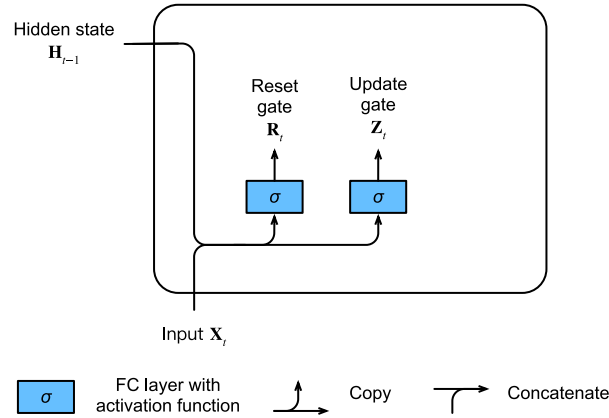 Hidden state
H_{t−1}
Reset
gate
R_t
Update
gate
Z_t
σ
σ
Input X_t
σ
FC layer with
activation function
Copy
Concatenate